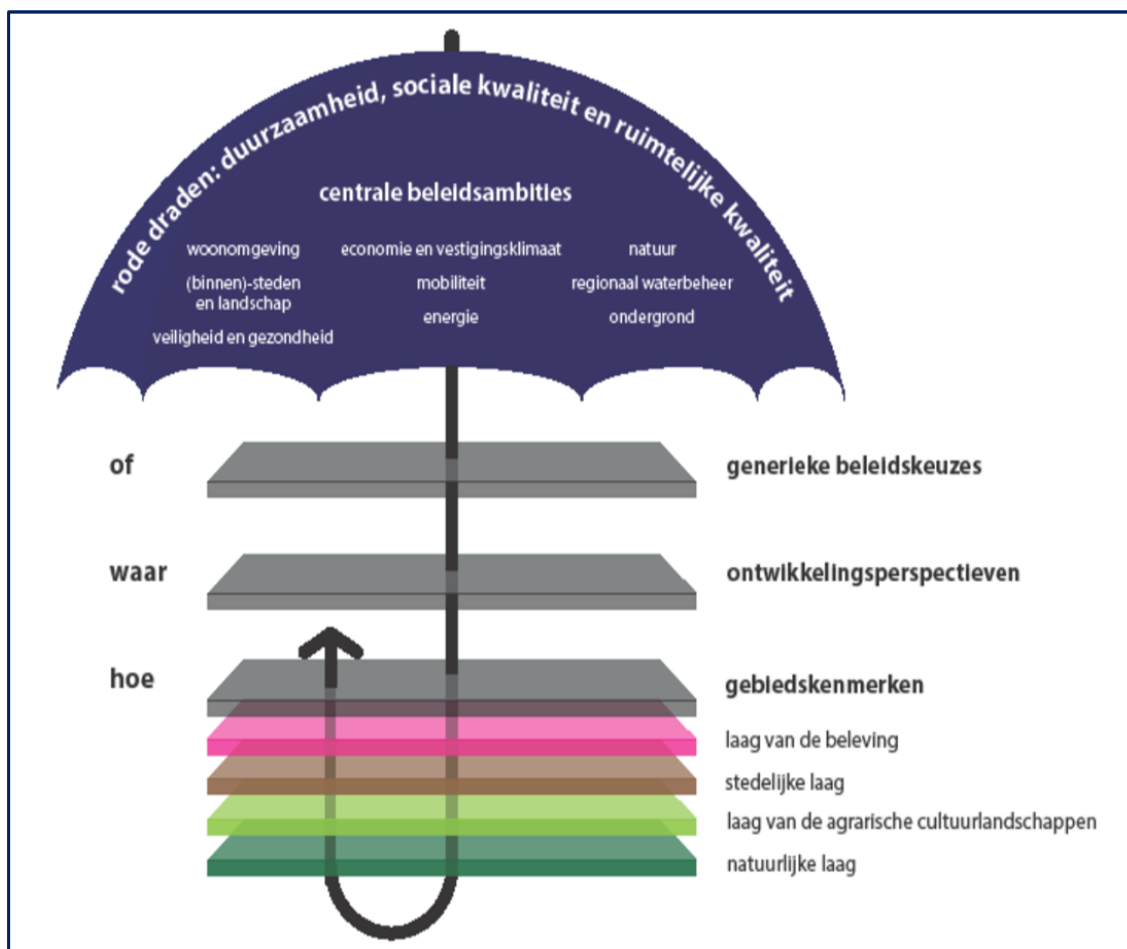 rode draden: duurzaamheid, sociale kwaliteit en ruimtelijke kwaliteit
centrale beleidsambities
woonomgeving
(binnen)-steden
en landschap
veiligheid en gezondheid
economie en vestigingsklimaat
mobiliteit
energie
natuur
regionaal waterbeheer
ondergrond
of
generieke beleidskeuzes
waar
ontwikkelingsperspectieven
hoe
gebiedskenmerken
laag van de beleving
stedelijke laag
laag van de agrarische cultuurlandschappen
natuurlijke laag